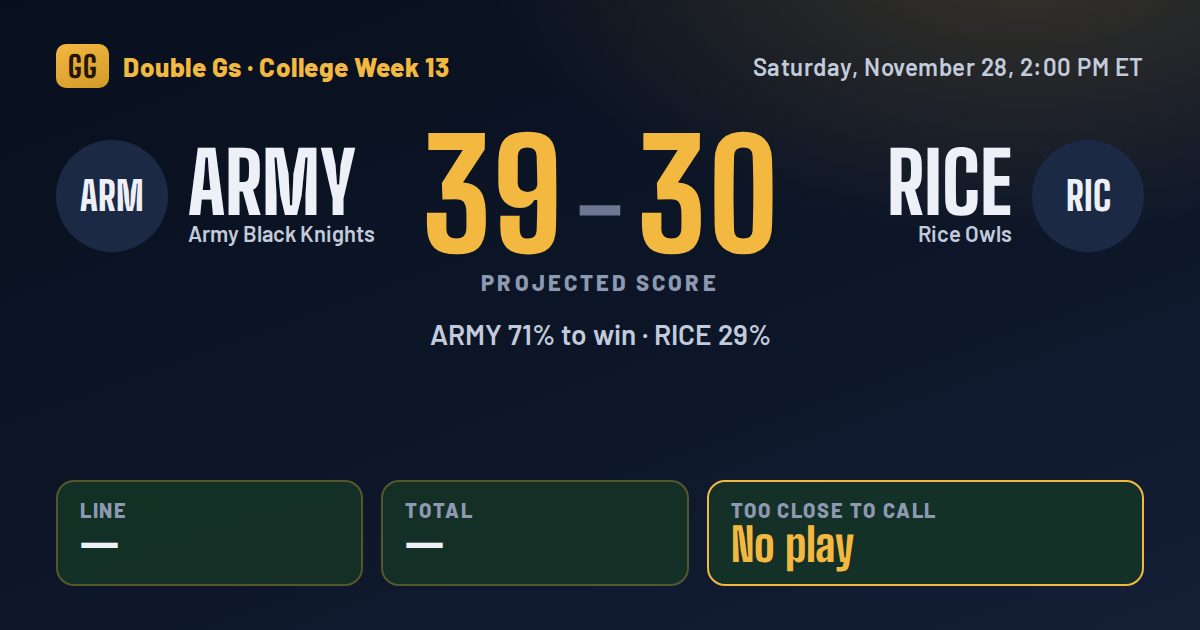 GG Double Gs · College Week 13
Saturday, November 28, 2:00 PM ET
ARM
ARMY
Army Black Knights
39 – 30
PROJECTED SCORE
ARMY 71% to win · RICE 29%
RICE
Rice Owls
RIC
LINE
—
TOTAL
—
TOO CLOSE TO CALL
No play